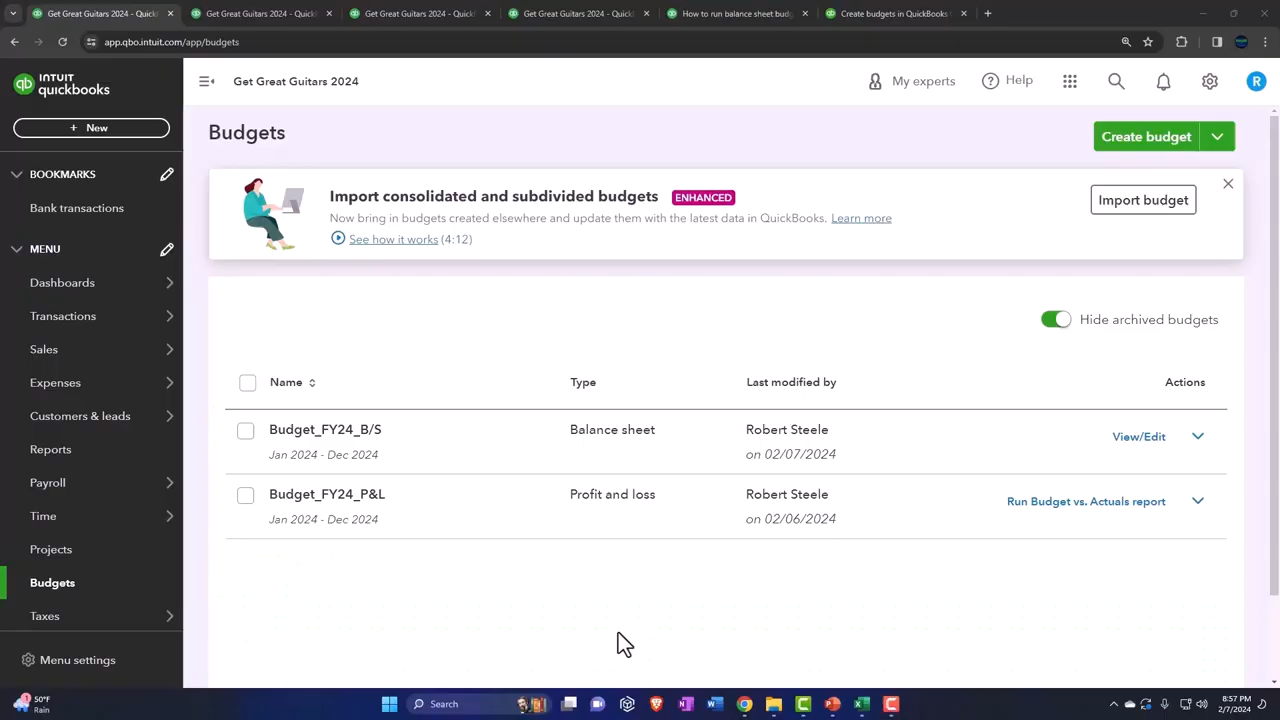 Get Great Guitars 2024 - QuickB
Get Great Guitars 2024 - QuickB
Get Great Guitars 2024 - QuickB
Get Great Guitars 2024 - QuickB
How to run balance sheet budg
Create budgets in QuickBooks
app.qbo.intuit.com/app/budgets
qb INTUIT quickbooks
Get Great Guitars 2024
My experts
Help
R
+ New
Budgets
Create budget
BOOKMARKS
Bank transactions
MENU
Dashboards
Transactions
Sales
Expenses
Customers & leads
Reports
Payroll
Time
Projects
Budgets
Taxes
Menu settings
Import consolidated and subdivided budgets ENHANCED
Now bring in budgets created elsewhere and update them with the latest data in QuickBooks. Learn more
See how it works (4:12)
Import budget
Hide archived budgets
Name Type Last modified by Actions
Budget_FY24_B/S Balance sheet Robert Steele View/Edit
Jan 2024 - Dec 2024 on 02/07/2024
Budget_FY24_P&L Profit and loss Robert Steele Run Budget vs. Actuals report
Jan 2024 - Dec 2024 on 02/06/2024
50°F
Rain
Search
8:57 PM
2/7/2024